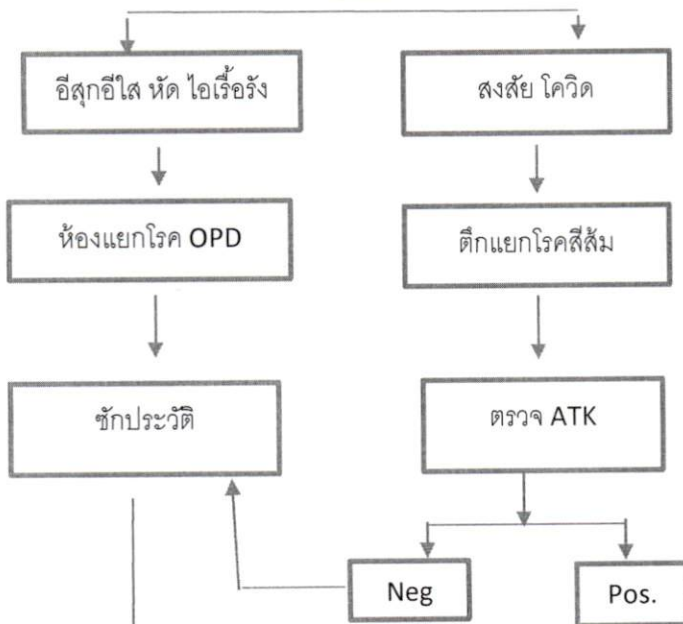 อีสุกอีใส หัด ไอเรื้อรัง
สงสัย โควิด
ห้องแยกโรค OPD
ตึกแยกโรคสีส้ม
ซักประวัติ
ตรวจ ATK
Neg
Pos.